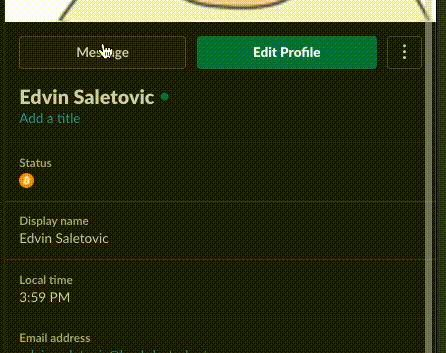 Message
Edit Profile
Edvin Saletovic
Add a title
Status
Display name
Edvin Saletovic
Local time
3:59 PM
Email address